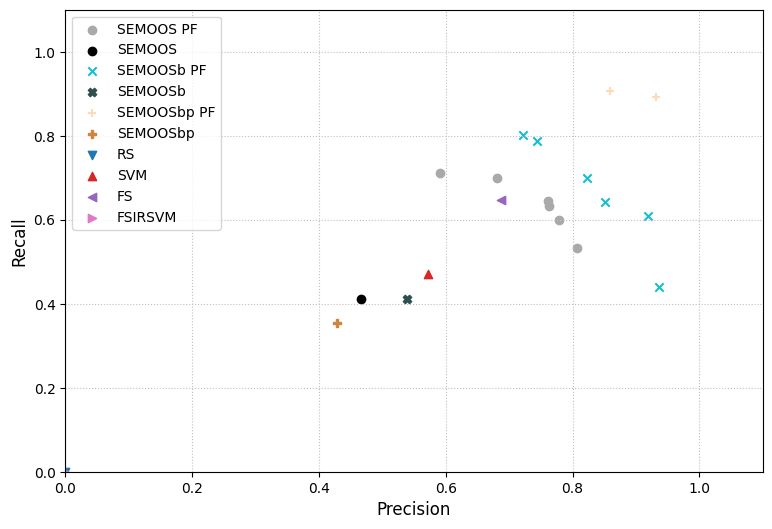 SEMOOS PF
SEMOOS
SEMOOSb PF
SEMOOSb
SEMOOSbp PF
SEMOOSbp
RS
SVM
FS
FSIRSVM
1.0
0.8
0.6
0.4
0.2
0.0
Recall
0.0 0.2 0.4 0.6 0.8 1.0
Precision